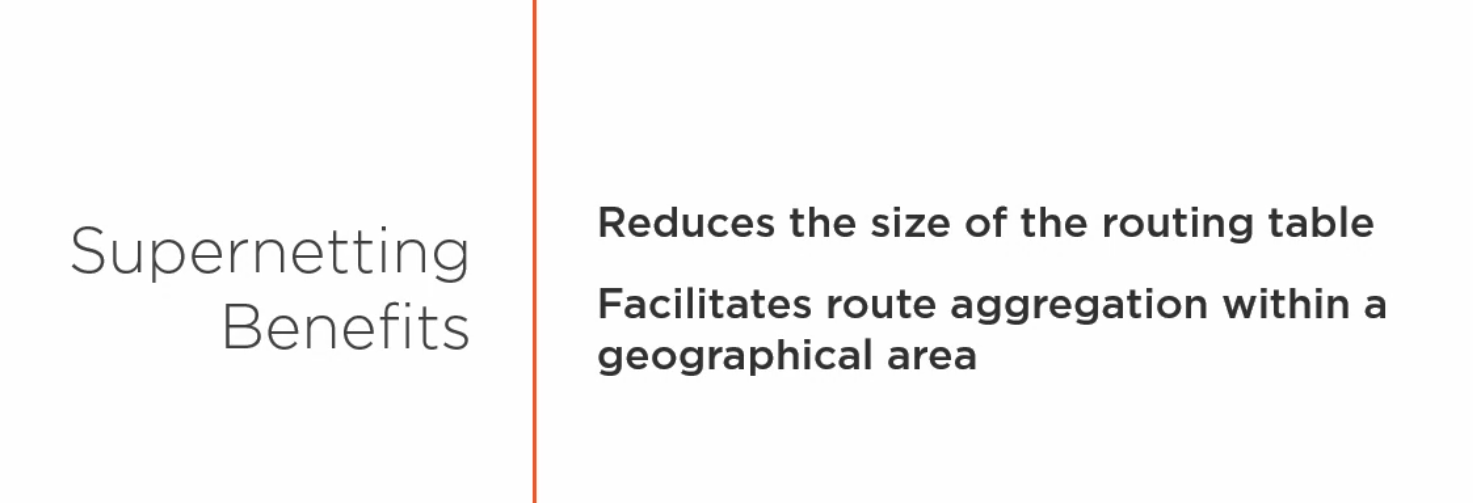 Supernetting
Benefits
Reduces the size of the routing table
Facilitates route aggregation within a
geographical area